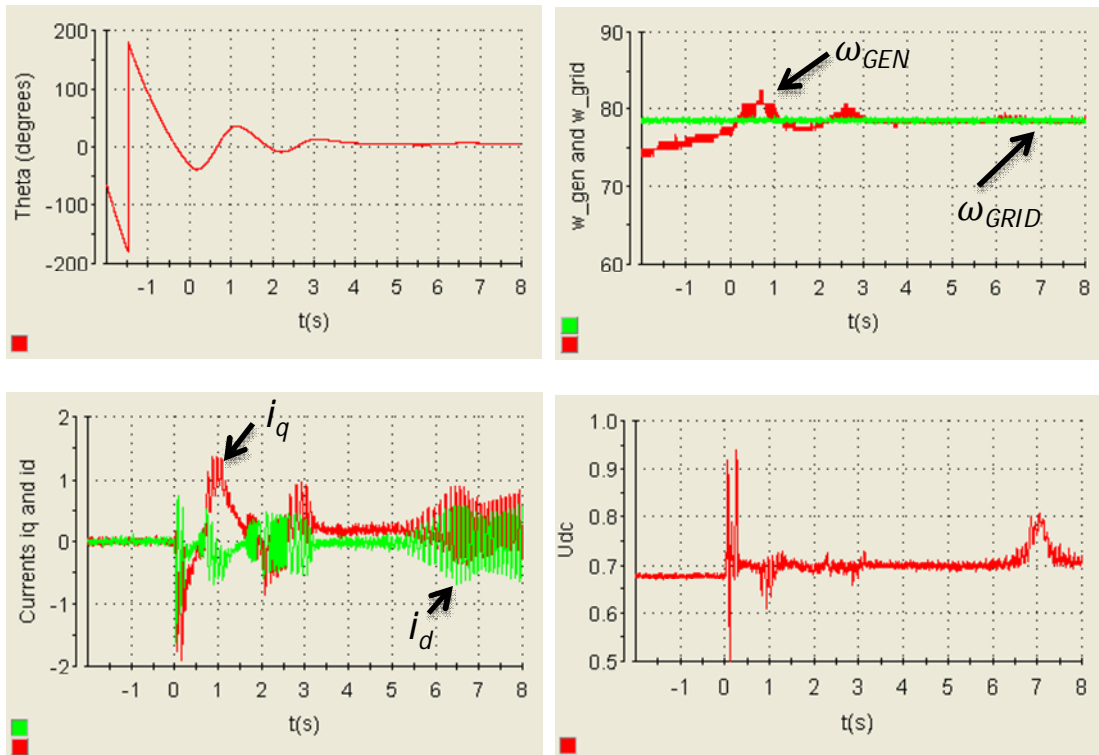 200
100
0
-100
-200
Theta (degrees)
-1 0 1 2 3 4 5 6 7 8
t(s)
90
80
70
60
w_gen and w_grid
ωGEN
ωGRID
-1 0 1 2 3 4 5 6 7 8
t(s)
2
1
0
-1
-2
Currents iq and id
iq
id
-1 0 1 2 3 4 5 6 7 8
t(s)
1.0
0.9
0.8
0.7
0.6
0.5
Udc
-1 0 1 2 3 4 5 6 7 8
t(s)